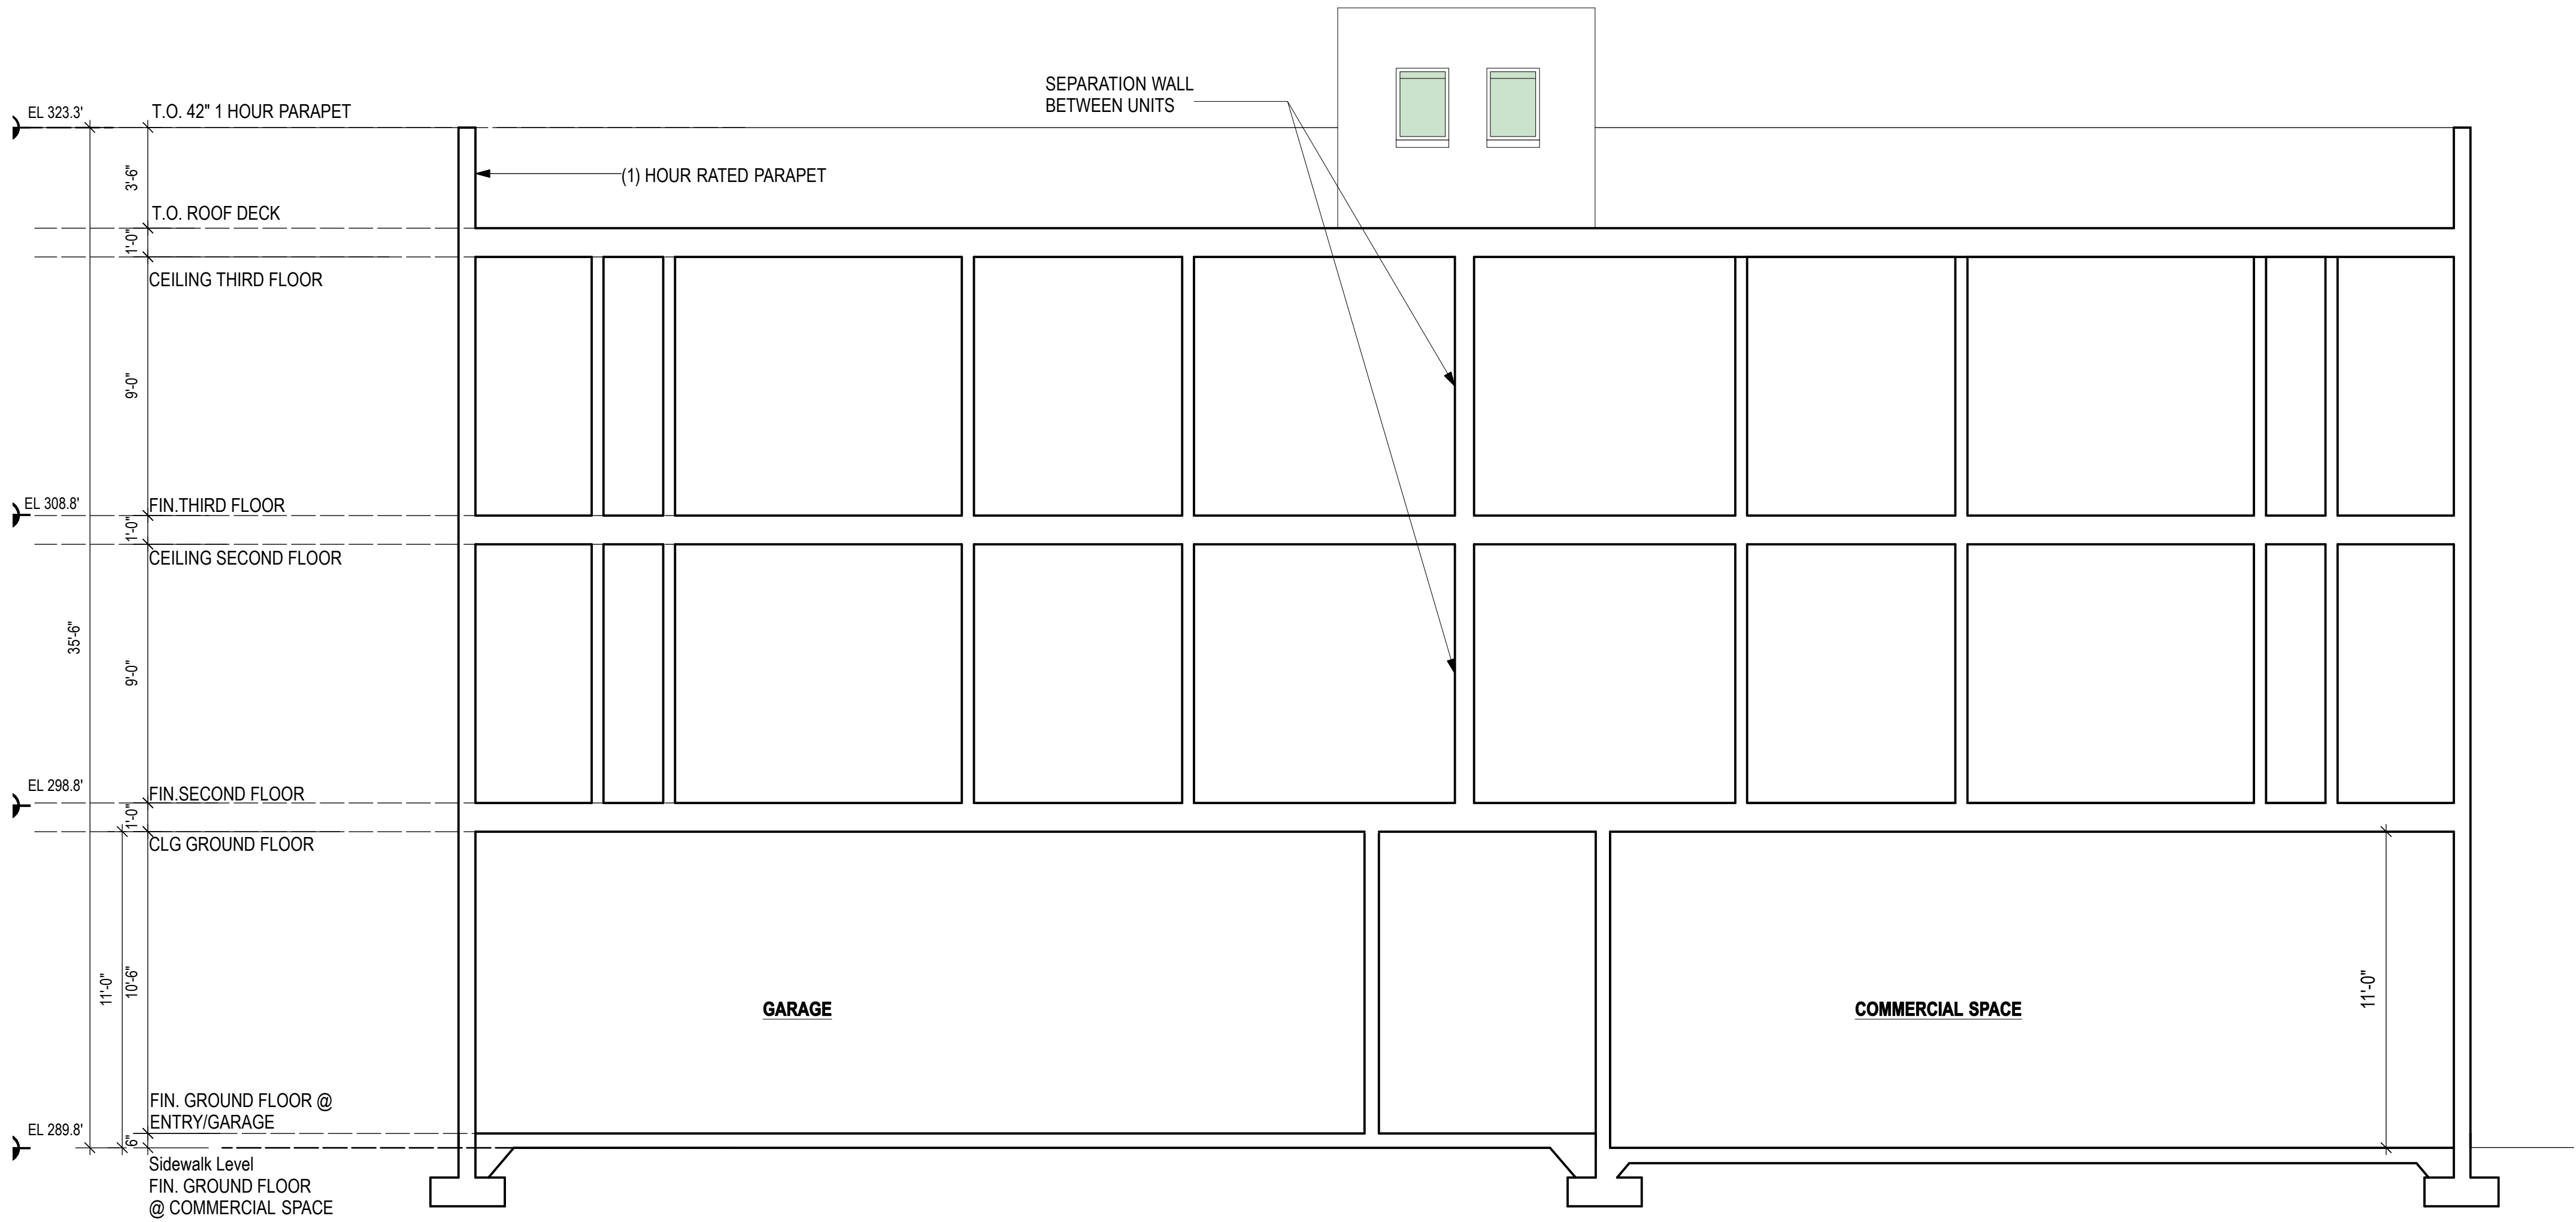 SEPARATION WALL
BETWEEN UNITS
EL 323.3'
T.O. 42" 1 HOUR PARAPET
3'-6"
(1) HOUR RATED PARAPET
T.O. ROOF DECK
1'-0"
CEILING THIRD FLOOR
9'-0"
EL 308.8'
FIN.THIRD FLOOR
1'-0"
CEILING SECOND FLOOR
35'-6"
9'-0"
EL 298.8'
FIN.SECOND FLOOR
1'-0"
CLG GROUND FLOOR
11'-0"
10'-6"
GARAGE
COMMERCIAL SPACE
11'-0"
FIN. GROUND FLOOR @
ENTRY/GARAGE
EL 289.8'
6"
Sidewalk Level
FIN. GROUND FLOOR
@ COMMERCIAL SPACE